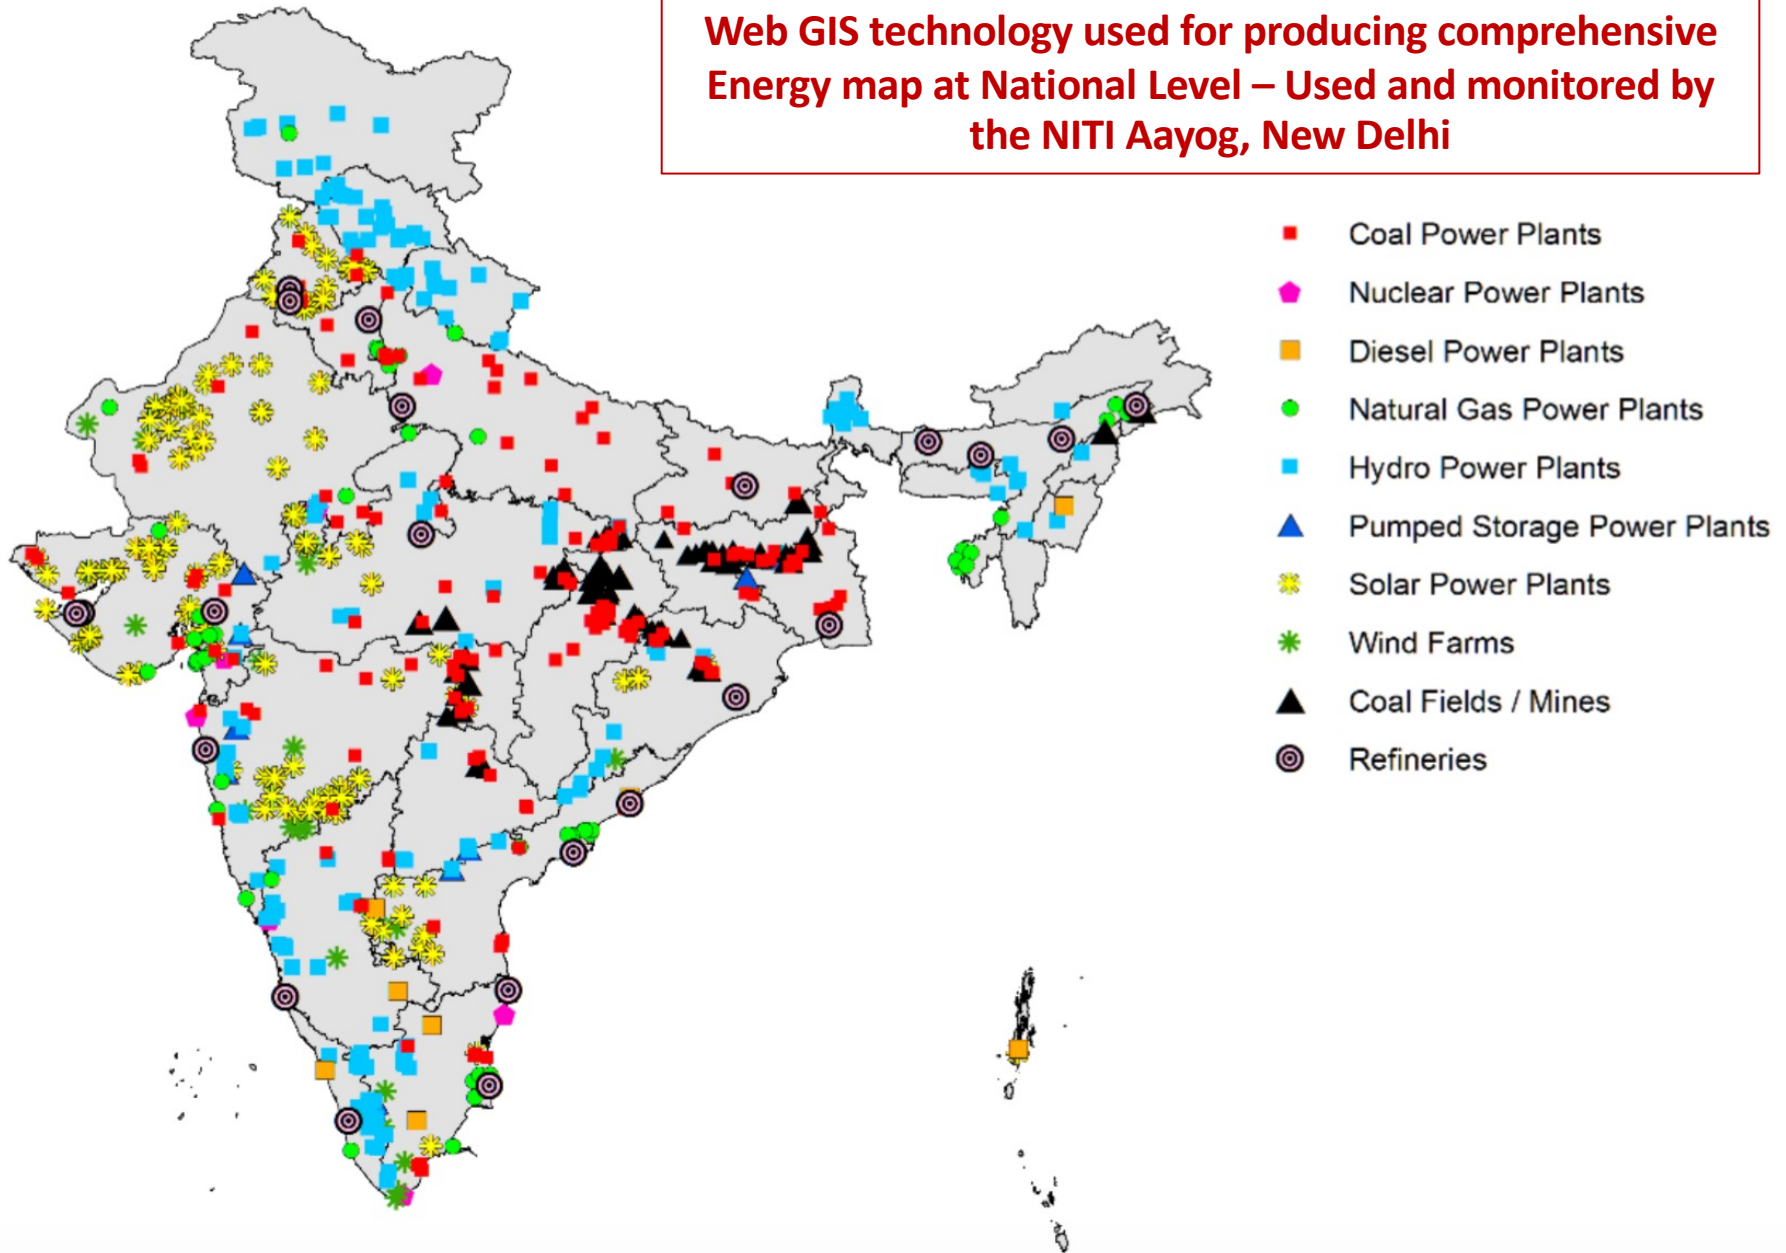 Web GIS technology used for producing comprehensive
Energy map at National Level – Used and monitored by
the NITI Aayog, New Delhi
Coal Power Plants
Nuclear Power Plants
Diesel Power Plants
Natural Gas Power Plants
Hydro Power Plants
Pumped Storage Power Plants
Solar Power Plants
Wind Farms
Coal Fields / Mines
Refineries